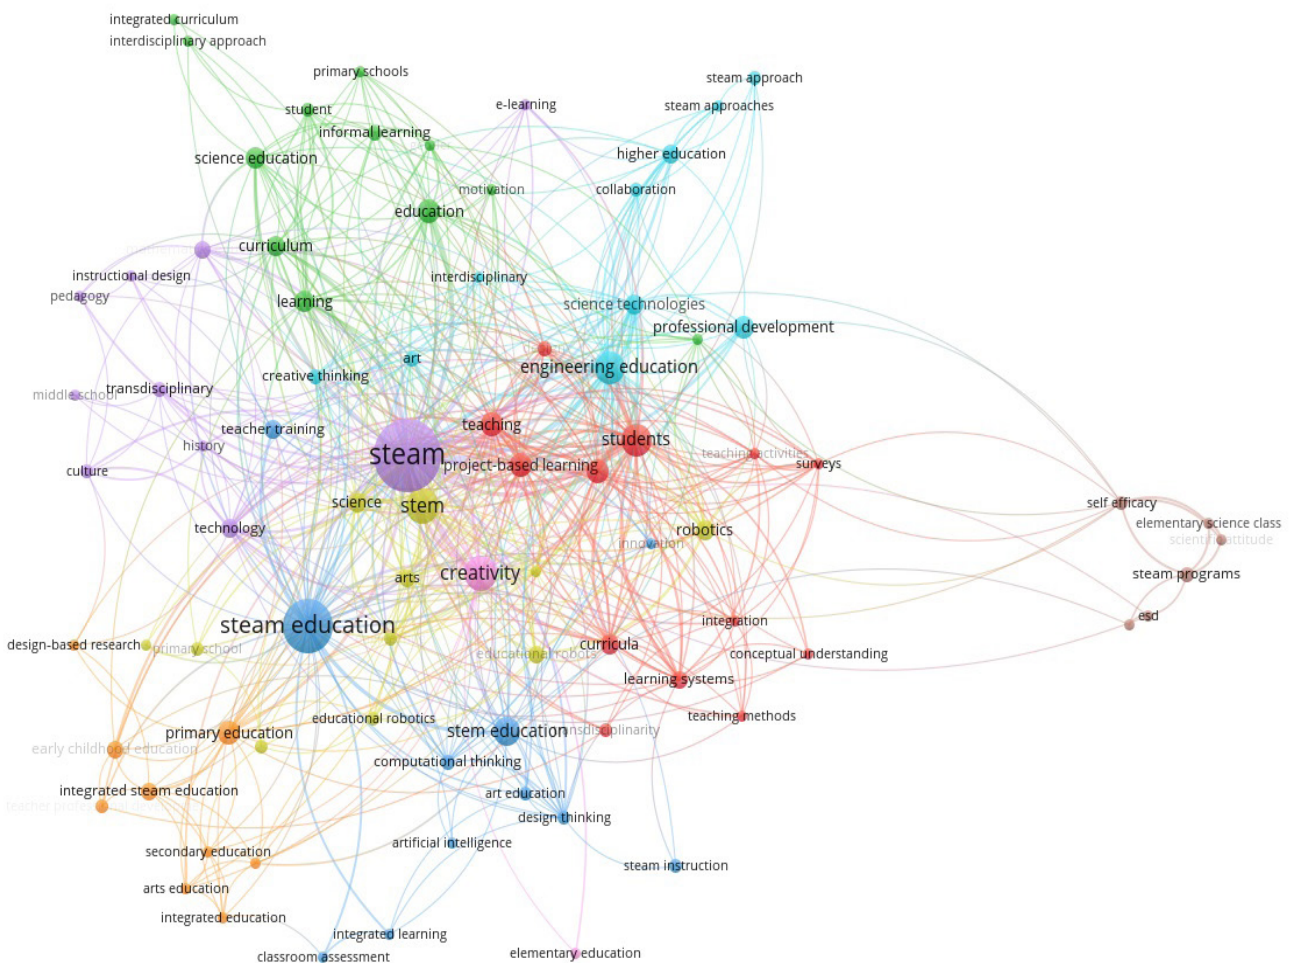 integrated curriculum
interdisciplinary approach
primary schools
steam approach
student
e-learning
steam approaches
informal learning
science education
higher education
motivation
collaboration
education
curriculum
instructional design
interdisciplinary
pedagogy
learning
science technologies
professional development
art
engineering education
creative thinking
transdisciplinary
middle school
teacher training
teaching
students
history
steam
teaching activities
culture
project-based learning
surveys
science
stem
self efficacy
technology
robotics
elementary science class
innovation
scientific attitude
arts
creativity
steam programs
steam education
integration
esd
design-based research
primary school
educational robots
curricula
conceptual understanding
learning systems
educational robotics
teaching methods
primary education
stem education
early childhood education
computational thinking
integrated steam education
art education
design thinking
artificial intelligence
secondary education
steam instruction
arts education
integrated education
integrated learning
elementary education
classroom assessment